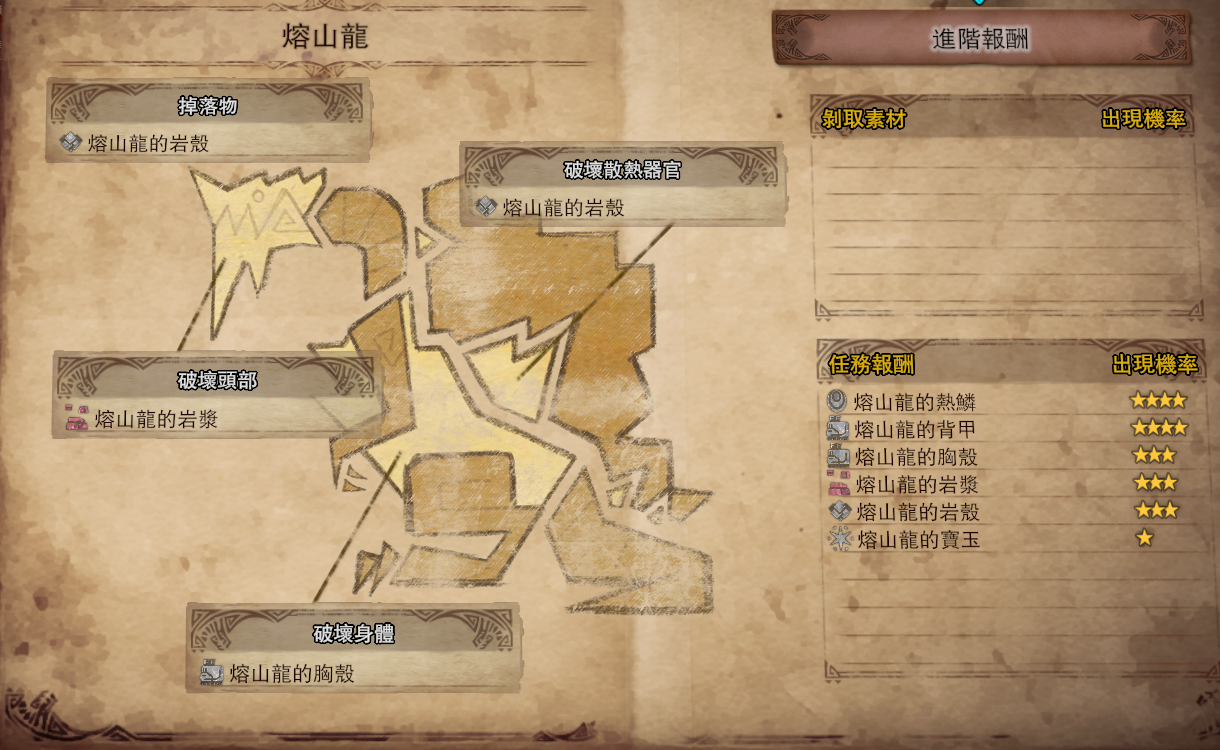 熔山龍
掉落物
熔山龍的岩殼
破壞散熱器官
熔山龍的岩殼
破壞頭部
熔山龍的岩漿
破壞身體
熔山龍的胸殼
進階報酬
剝取素材 出現機率
任務報酬 出現機率
熔山龍的熱鱗 ★★★★
熔山龍的背甲 ★★★★
熔山龍的胸殼 ★★★
熔山龍的岩漿 ★★★
熔山龍的岩殼 ★★★
熔山龍的寶玉 ★